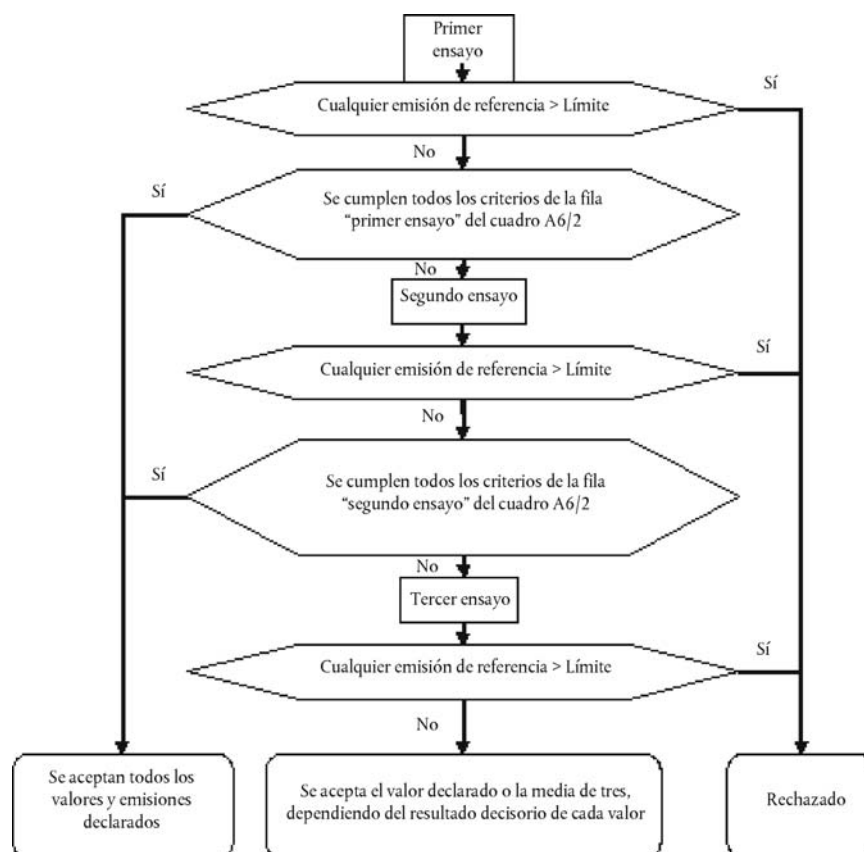 Primer
ensayo
Sí
Cualquier emisión de referencia > Límite
No
Sí
Se cumplen todos los criterios de la fila
“primer ensayo” del cuadro A6/2
No
Segundo ensayo
Sí
Cualquier emisión de referencia > Límite
No
Sí
Se cumplen todos los criterios de la fila
“segundo ensayo” del cuadro A6/2
No
Tercer ensayo
Sí
Cualquier emisión de referencia > Límite
No
Se aceptan todos los
valores y emisiones
declarados
Se acepta el valor declarado o la media de tres,
dependiendo del resultado decisorio de cada valor
Rechazado